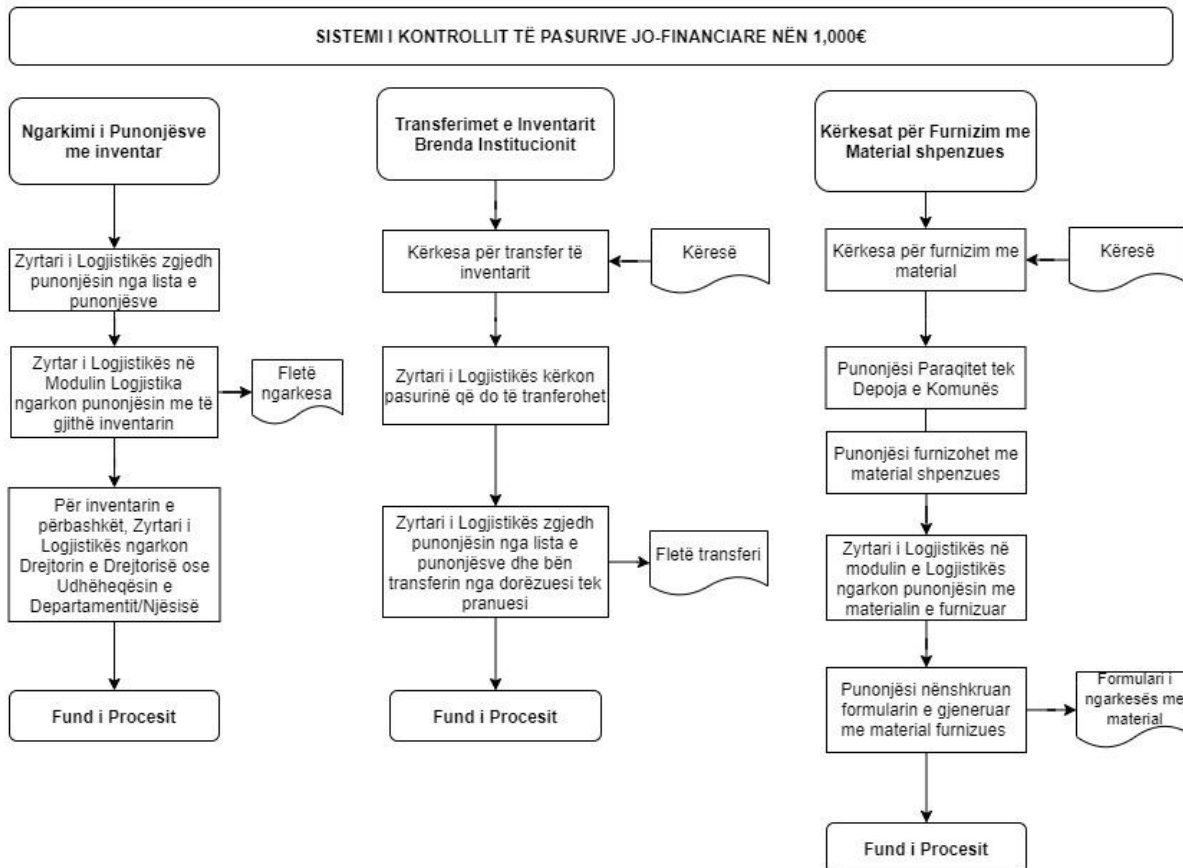 SISTEMI I KONTROLLIT TË PASURIVE JO-FINANCIARE NËN 1,000€
Ngarkimi i Punonjësve
me inventar
Zyrtari i Logjistikës zgjedh
punonjësin nga lista e
punonjësve
Zyrtar i Logjistikës në
Modulin Logjistika
ngarkon punonjësin me të
gjithë inventarin
Fletë
ngarkesa
Për inventarin e
përbashkët, Zyrtari i
Logjistikës ngarkon
Drejtorin e Drejtorisë ose
Udhëheqësin e
Departamentit/Njësisë
Fund i Procesit
Transferimet e Inventarit
Brenda Institucionit
Kërkesa për transfer të
inventarit
Këresë
Zyrtari i Logjistikës kërkon
pasurinë që do të tranferohet
Zyrtari i Logjistikës zgjedh
punonjësin nga lista e
punonjësve dhe bën
transferin nga dorëzuesi tek
pranuesi
Fletë transferi
Fund i Procesit
Kërkesat për Furnizim me
Material shpenzues
Kërkesa për furnizim me
material
Këresë
Punonjësi Paraqitet tek
Depoja e Komunës
Punonjësi furnizohet me
material shpenzues
Zyrtari i Logjistikës në
modulin e Logjistikës
ngarkon punonjësin me
materialin e furnizuar
Punonjësi nënshkruan
formularin e gjeneruar
me material furnizues
Formulari i
ngarkesës me
material
Fund i Procesit